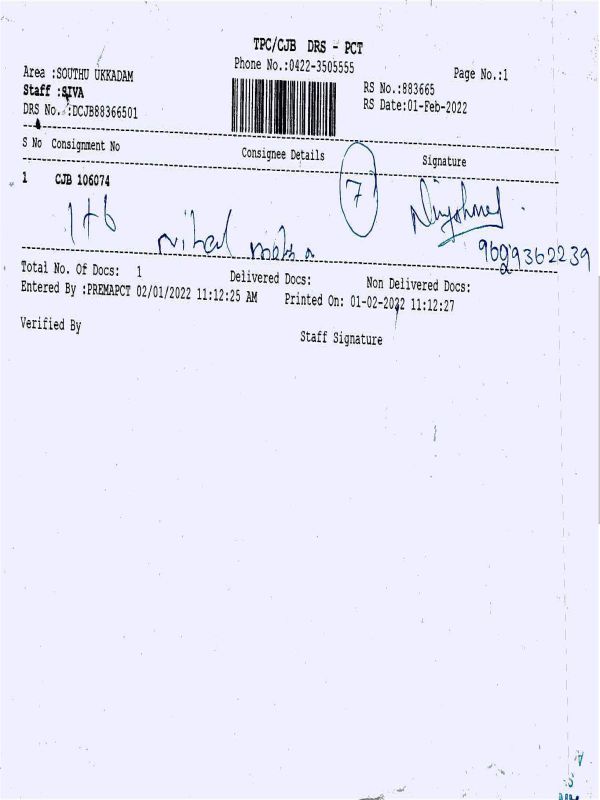 TPC/CJB DRS - PCT
Phone No.:0422-3505555
Page No.:1
Area :SOUTHU UKKADAM
Staff :SIVA
DRS No. :DCJB88366501
RS No.:883665
RS Date:01-Feb-2022
S No Consignment No Consignee Details Signature
1 CJB 106074
7
nihal
Total No. Of Docs: 1 Delivered Docs: Non Delivered Docs:
Entered By :PREMAPCT 02/01/2022 11:12:25 AM Printed On: 01-02-2022 11:12:27
Verified By
Staff Signature